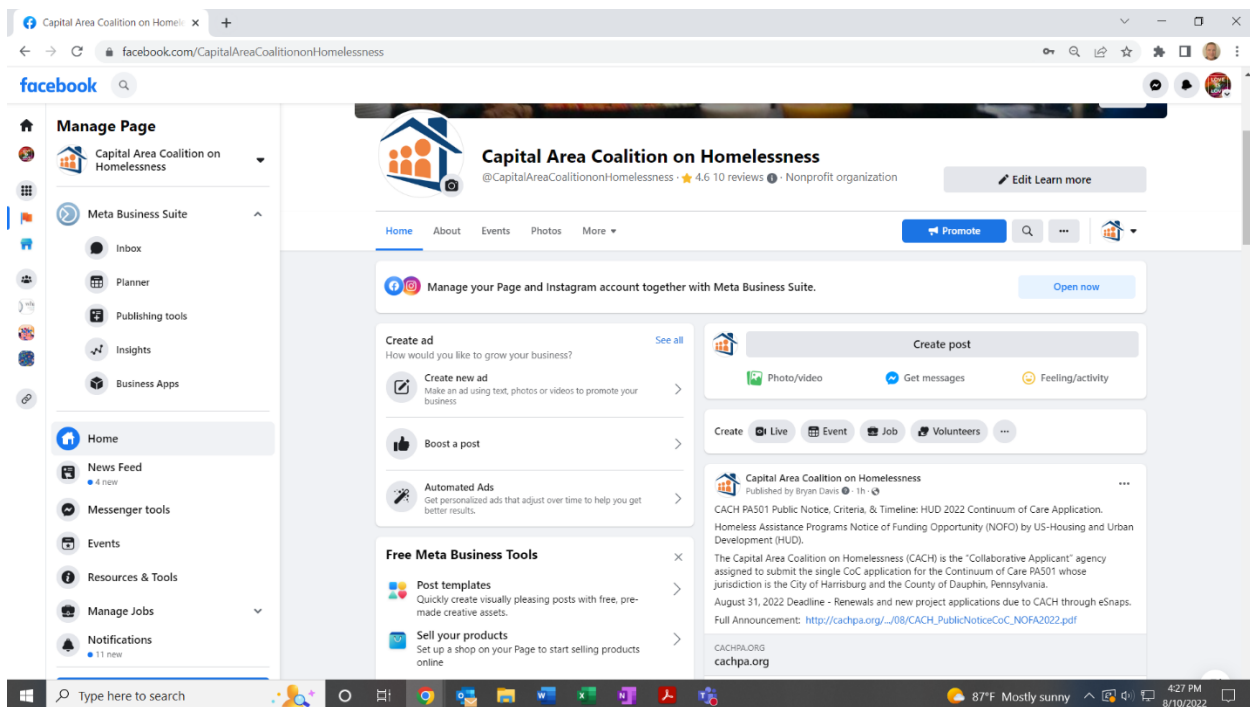 Capital Area Coalition on Homele
facebook.com/CapitalAreaCoalitiononHomelessness
facebook
Manage Page
Capital Area Coalition on
Homelessness
Meta Business Suite
Inbox
Planner
Publishing tools
Insights
Business Apps
Home
News Feed
4 new
Messenger tools
Events
Resources & Tools
Manage Jobs
Notifications
11 new
Capital Area Coalition on Homelessness
@CapitalAreaCoalitiononHomelessness · 4.6 10 reviews · Nonprofit organization
Edit Learn more
Home About Events Photos More
Promote
Manage your Page and Instagram account together with Meta Business Suite.
Open now
Create ad See all
How would you like to grow your business?
Create new ad
Make an ad using text, photos or videos to promote your
business
Boost a post
Automated Ads
Get personalized ads that adjust over time to help you get
better results.
Free Meta Business Tools
Post templates
Quickly create visually pleasing posts with free, pre-
made creative assets.
Sell your products
Set up a shop on your Page to start selling products
online
Create post
Photo/video Get messages Feeling/activity
Create Live Event Job Volunteers ...
Capital Area Coalition on Homelessness
Published by Bryan Davis · 1h ·
CACH PA501 Public Notice, Criteria, & Timeline: HUD 2022 Continuum of Care Application.
Homeless Assistance Programs Notice of Funding Opportunity (NOFO) by US-Housing and Urban
Development (HUD).
The Capital Area Coalition on Homelessness (CACH) is the "Collaborative Applicant" agency
assigned to submit the single CoC application for the Continuum of Care PA501 whose
jurisdiction is the City of Harrisburg and the County of Dauphin, Pennsylvania.
August 31, 2022 Deadline - Renewals and new project applications due to CACH through eSnaps.
Full Announcement: http://cachpa.org/.../08/CACH_PublicNoticeCoC_NOFA2022.pdf
CACHPA.ORG
cachpa.org
Type here to search
87°F Mostly sunny
4:27 PM
8/10/2022